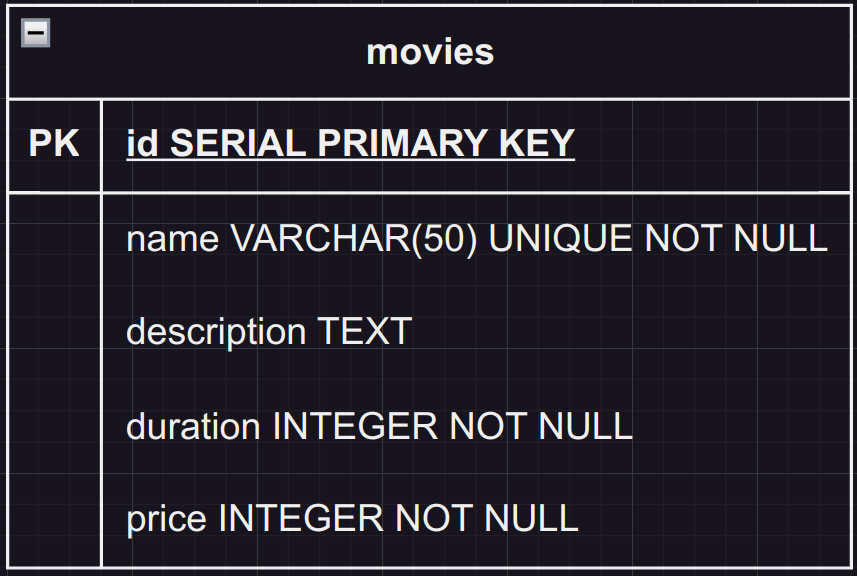 movies
PK id SERIAL PRIMARY KEY
name VARCHAR(50) UNIQUE NOT NULL
description TEXT
duration INTEGER NOT NULL
price INTEGER NOT NULL